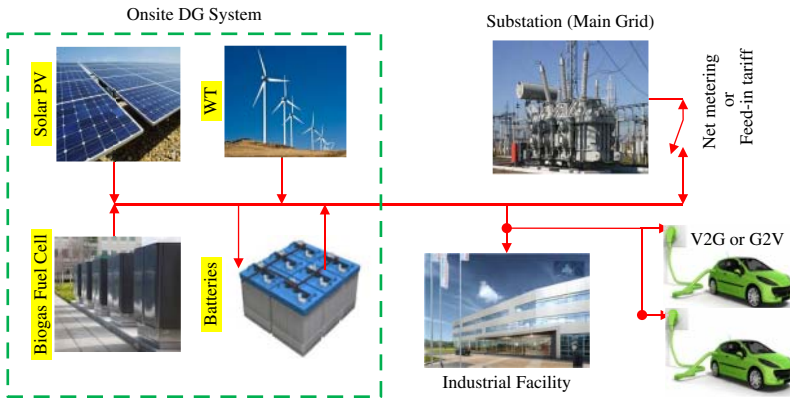 Onsite DG System
Substation (Main Grid)
Solar PV
WT
Net metering
or
Feed-in tariff
Biogas Fuel Cell
Batteries
V2G or G2V
Industrial Facility